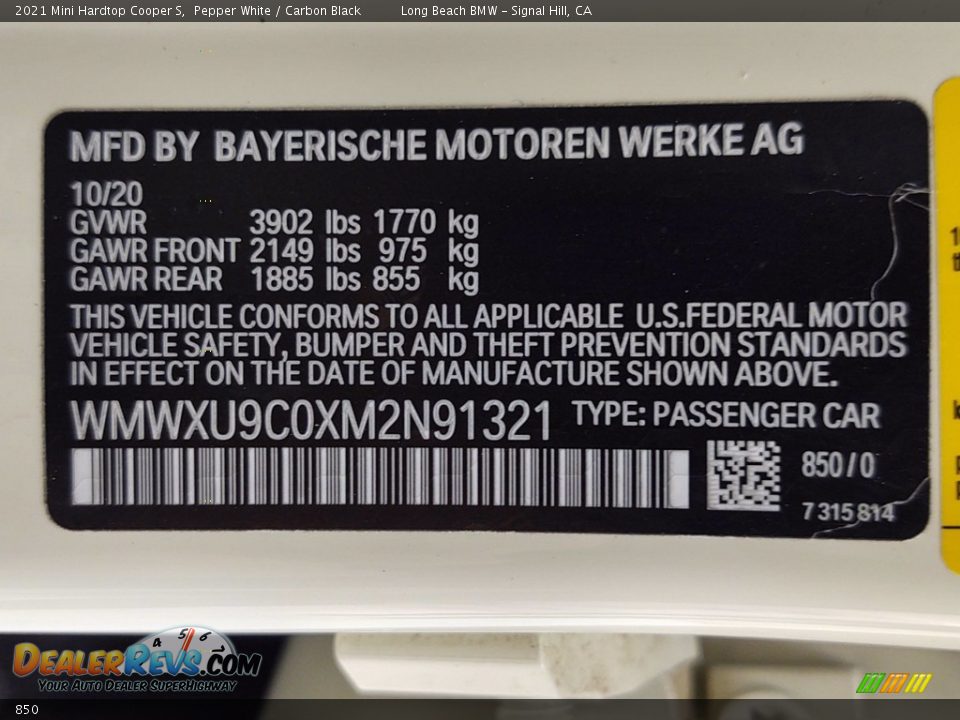 2021 Mini Hardtop Cooper S, Pepper White / Carbon Black Long Beach BMW - Signal Hill, CA
MFD BY BAYERISCHE MOTOREN WERKE AG
10/20
GVWR 3902 lbs 1770 kg
GAWR FRONT 2149 lbs 975 kg
GAWR REAR 1885 lbs 855 kg
THIS VEHICLE CONFORMS TO ALL APPLICABLE U.S.FEDERAL MOTOR
VEHICLE SAFETY, BUMPER AND THEFT PREVENTION STANDARDS
IN EFFECT ON THE DATE OF MANUFACTURE SHOWN ABOVE.
WMWXU9C0XM2N91321 TYPE: PASSENGER CAR
850/0
7315814
4 5 6
DEALERREVS.COM
YOUR AUTO DEALER SUPERHIGHWAY
850